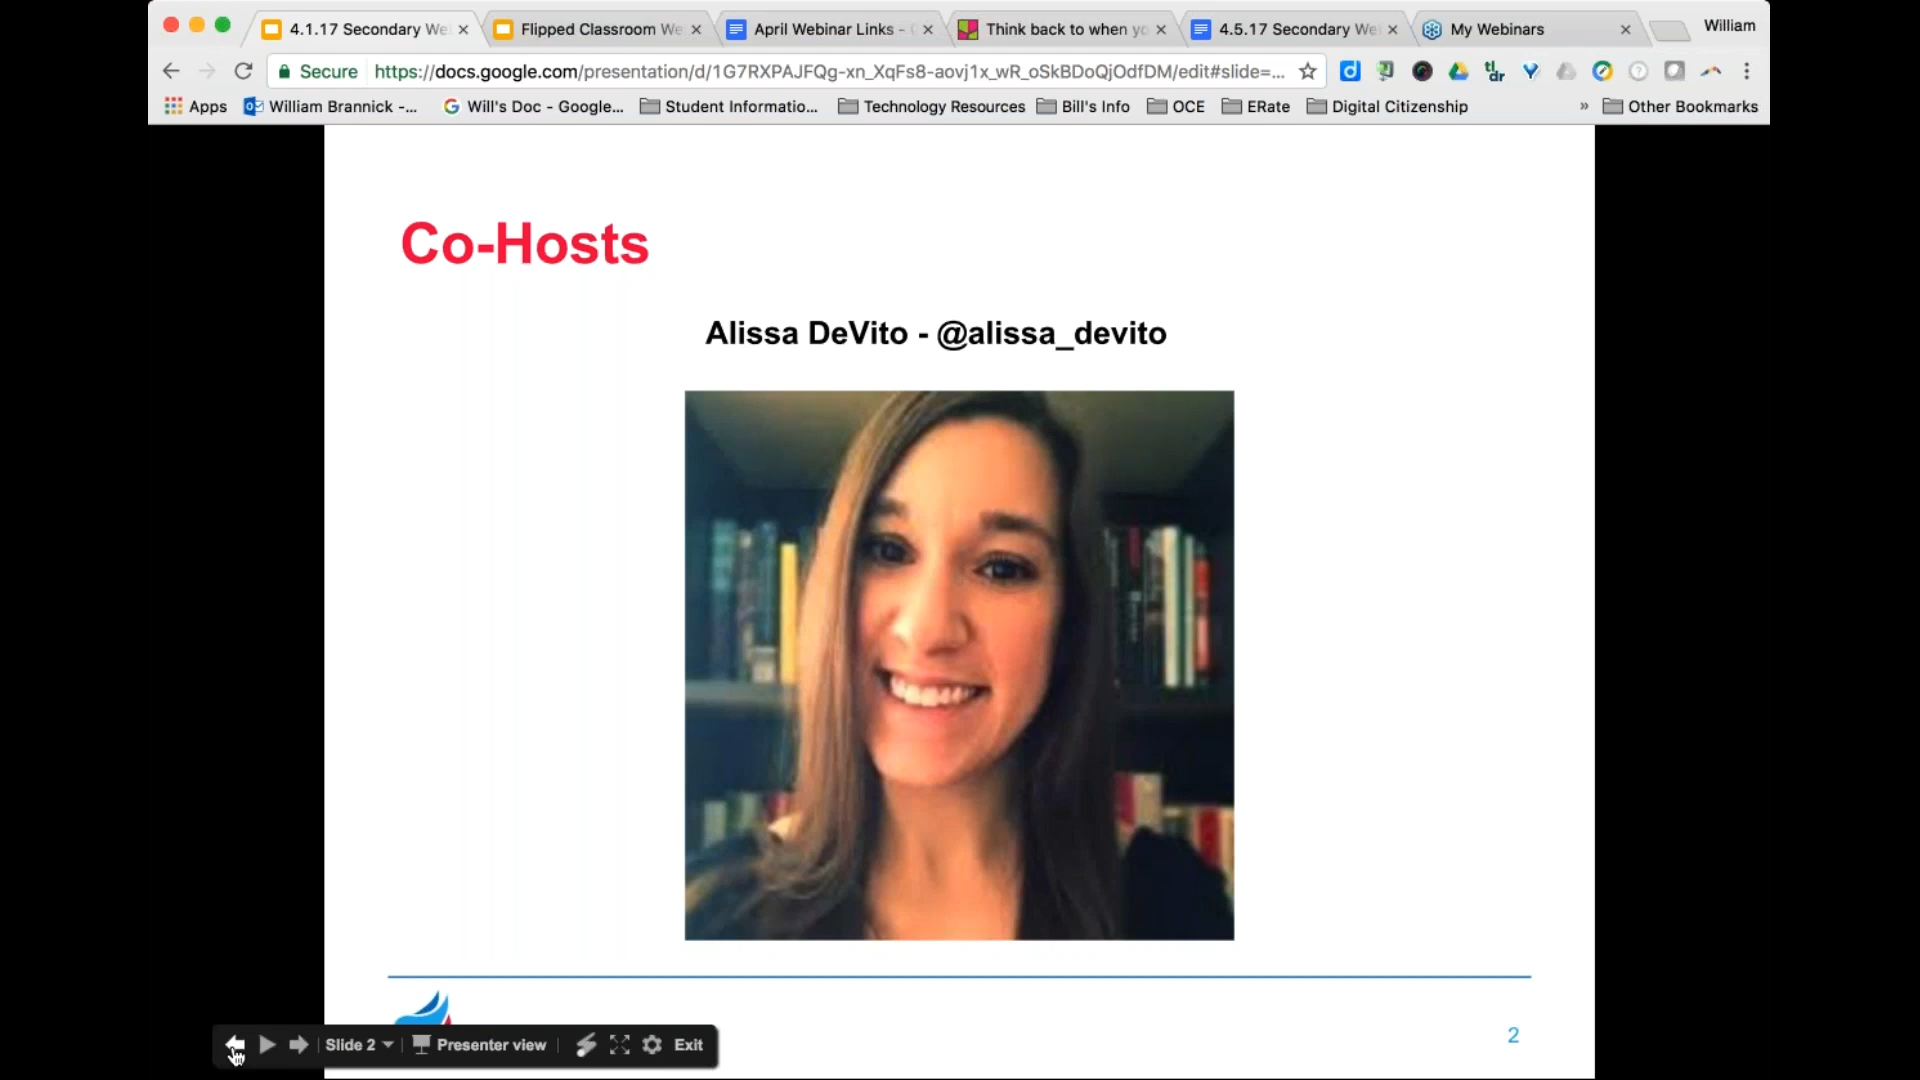 4.1.17 Secondary We
Flipped Classroom We
April Webinar Links -
Think back to when yo
4.5.17 Secondary We
My Webinars
William
Secure
https://docs.google.com/presentation/d/1G7RXPAJFQg-xn_XqFs8-aovj1x_wR_oSkBDoQjOdfDM/edit#slide=...
tl;dr
Apps
William Brannick -...
Will's Doc - Google...
Student Informatio...
Technology Resources
Bill's Info
OCE
ERate
Digital Citizenship
»
Other Bookmarks
Co-Hosts
Alissa DeVito - @alissa_devito
2
Slide 2
Presenter view
Exit